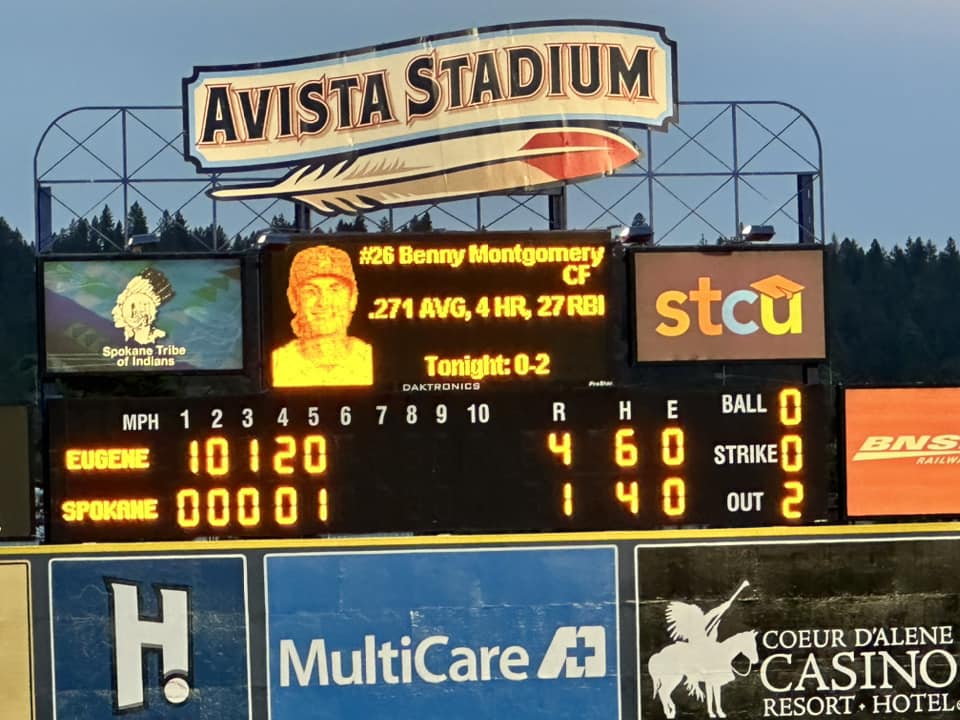 AVISTA STADIUM
#26 Benny Montgomery
CF
.271 AVG, 4 HR, 27 RBI
Tonight: 0-2
Spokane Tribe
of Indians
stcu
DAKTRONICS
ProStar
MPH 1 2 3 4 5 6 7 8 9 10 R H E
EUGENE 1 0 1 2 0 4 6 0
SPOKANE 0 0 0 0 1 1 4 0
BALL 0
STRIKE 0
OUT 2
BNSF
RAILWAY
H
MultiCare
COEUR D'ALENE
CASINO
RESORT • HOTEL